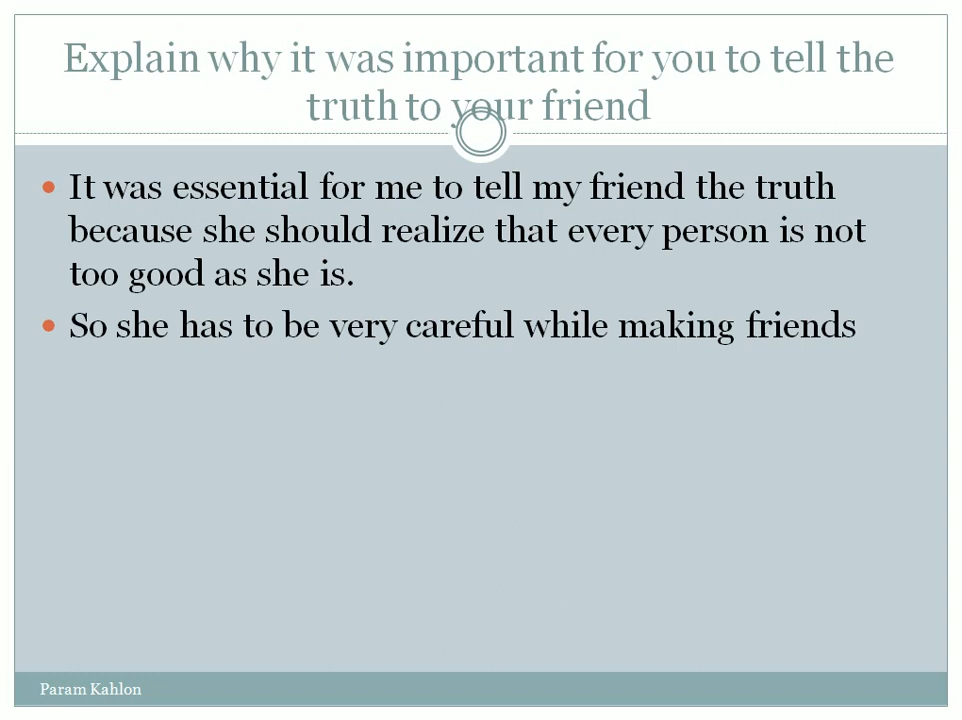 Explain why it was important for you to tell the
truth to your friend
It was essential for me to tell my friend the truth
because she should realize that every person is not
too good as she is.
So she has to be very careful while making friends
Param Kahlon